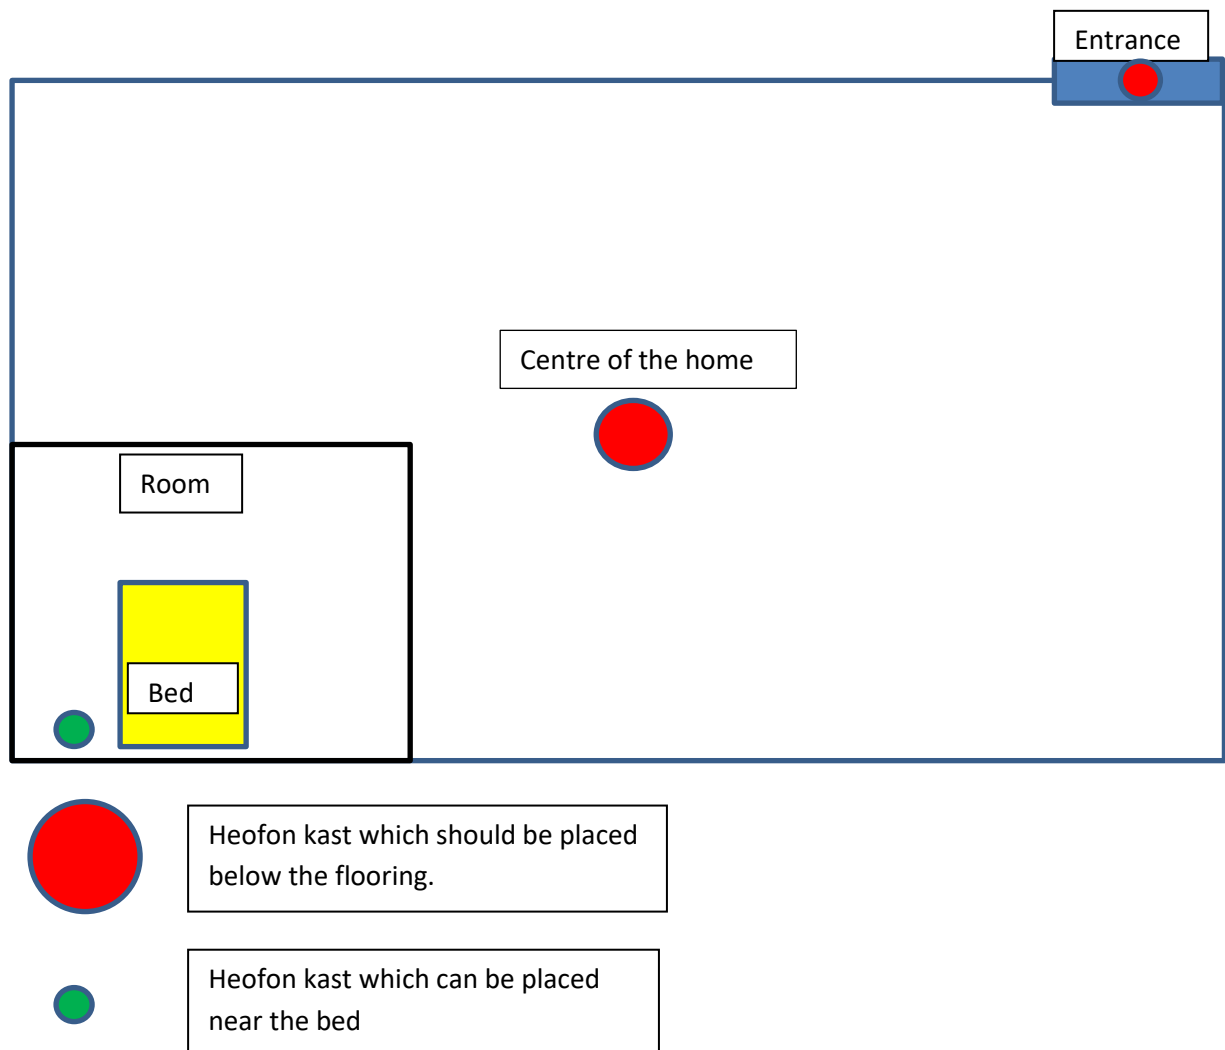 Entrance
Centre of the home
Room
Bed
Heofon kast which should be placed
below the flooring.
Heofon kast which can be placed
near the bed